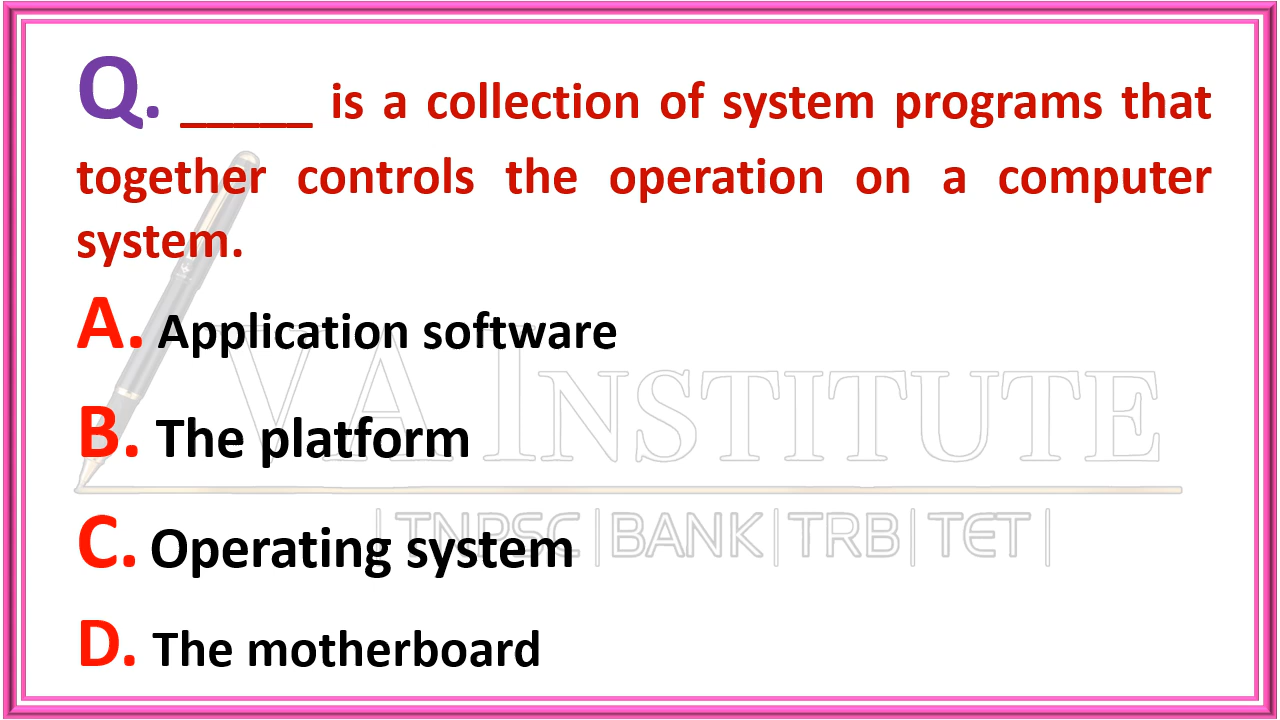 Q. _____ is a collection of system programs that
together controls the operation on a computer
system.
A. Application software
B. The platform
C. Operating system
D. The motherboard
VA INSTITUTE
|TNPSC|BANK|TRB|TET|